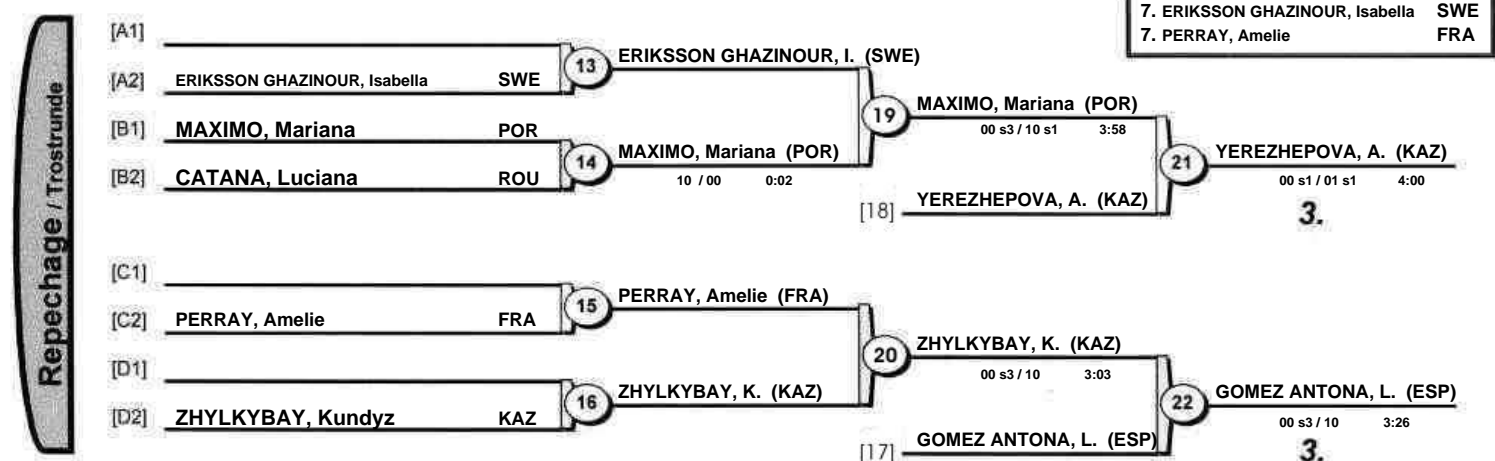 7. ERIKSSON GHAZINOUR, Isabella SWE
7. PERRAY, Amelie FRA
Repechage / Trostrunde
[A1]
13 ERIKSSON GHAZINOUR, I. (SWE)
[A2] ERIKSSON GHAZINOUR, Isabella SWE
19 MAXIMO, Mariana (POR)
00 s3 / 10 s1 3:58
[B1] MAXIMO, Mariana POR
14 MAXIMO, Mariana (POR)
10 / 00 0:02
21 YEREZHEPOVA, A. (KAZ)
00 s1 / 01 s1 4:00
[B2] CATANA, Luciana ROU
[18] YEREZHEPOVA, A. (KAZ)
3.
[C1]
15 PERRAY, Amelie (FRA)
[C2] PERRAY, Amelie FRA
20 ZHYLKYBAY, K. (KAZ)
00 s3 / 10 3:03
[D1]
16 ZHYLKYBAY, K. (KAZ)
22 GOMEZ ANTONA, L. (ESP)
00 s3 / 10 3:26
[D2] ZHYLKYBAY, Kundyz KAZ
[17] GOMEZ ANTONA, L. (ESP)
3.